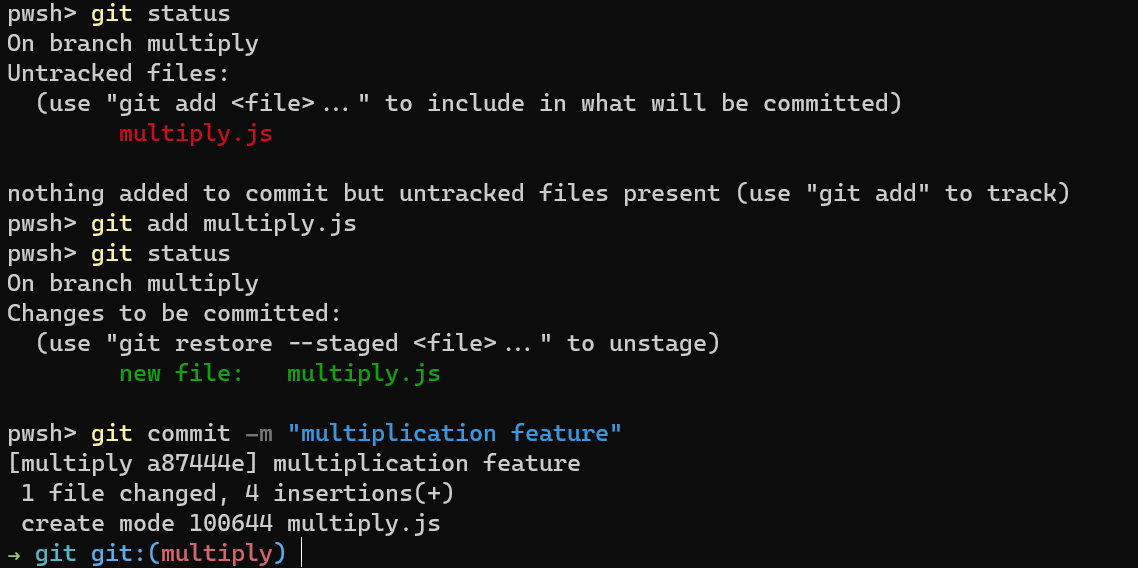 pwsh> git status
On branch multiply
Untracked files:
  (use "git add <file>..." to include in what will be committed)
        multiply.js

nothing added to commit but untracked files present (use "git add" to track)
pwsh> git add multiply.js
pwsh> git status
On branch multiply
Changes to be committed:
  (use "git restore --staged <file>..." to unstage)
        new file:   multiply.js

pwsh> git commit -m "multiplication feature"
[multiply a87444e] multiplication feature
 1 file changed, 4 insertions(+)
 create mode 100644 multiply.js
→ git git:(multiply)